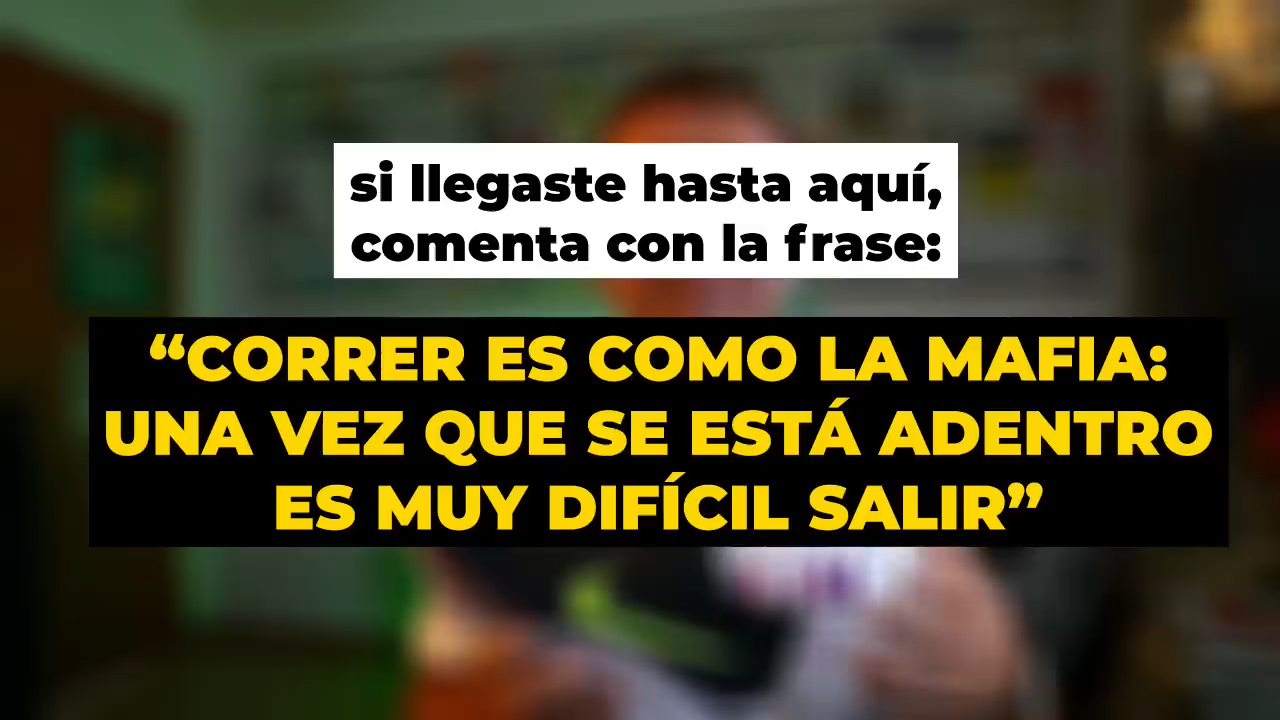 si llegaste hasta aquí,
comenta con la frase:
“CORRER ES COMO LA MAFIA:
UNA VEZ QUE SE ESTÁ ADENTRO
ES MUY DIFÍCIL SALIR”